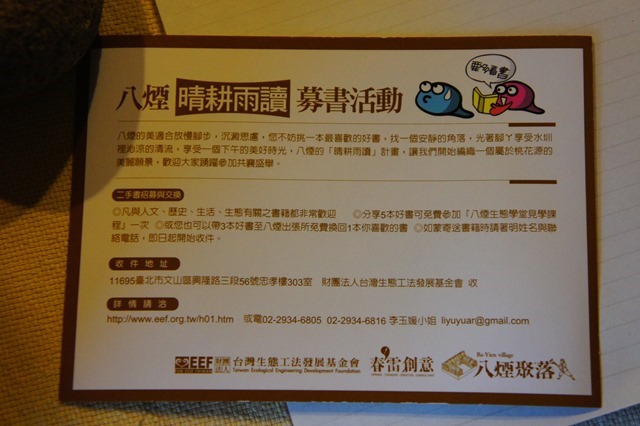 八煙 晴耕雨讀 募書活動
要多看書
八煙的美適合放慢腳步，沉澱思慮，您不妨挑一本最喜歡的好書，找一個安靜的角落，光著腳丫享受水圳
裡沁涼的清流，享受一個下午的美好時光，八煙的「晴耕雨讀」計畫，讓我們開始編織一個屬於桃花源的
美麗願景，歡迎大家踴躍參加共襄盛舉。
二手書招募與交換
◎凡與人文、歷史、生活、生態有關之書籍都非常歡迎 ◎分享5本好書可免費參加「八煙生態學堂見學課
程」一次 ◎或您也可以帶3本好書至八煙出張所免費換回1本你喜歡的書 ◎如蒙寄送書籍時請著明姓名與聯
絡電話，即日起開始收件。
收件地址
11695臺北市文山區興隆路三段56號忠孝樓303室 財團法人台灣生態工法發展基金會 收
詳情請洽
http://www.eef.org.tw/h01.htm 或電02-2934-6805 02-2934-6816 李玉媛小姐 liyuyuar@gmail.com
EEF 財團法人 台灣生態工法發展基金會 春雷創意 Ba-Yien village
Taiwan Ecological Engineering Development Foundation 八煙聚落